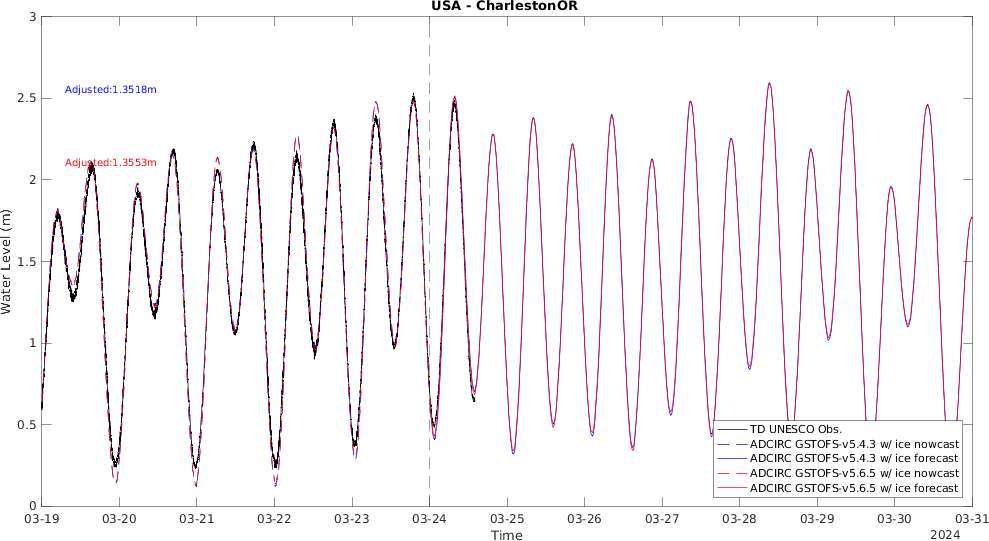 USA - CharlestonOR
3
2.5
2
1.5
1
0.5
0
Water Level (m)
Adjusted:1.3518m
Adjusted:1.3553m
TD UNESCO Obs.
ADCIRC GSTOFS-v5.4.3 w/ ice nowcast
ADCIRC GSTOFS-v5.4.3 w/ ice forecast
ADCIRC GSTOFS-v5.6.5 w/ ice nowcast
ADCIRC GSTOFS-v5.6.5 w/ ice forecast
03-19 03-20 03-21 03-22 03-23 03-24 03-25 03-26 03-27 03-28 03-29 03-30 03-31
Time
2024